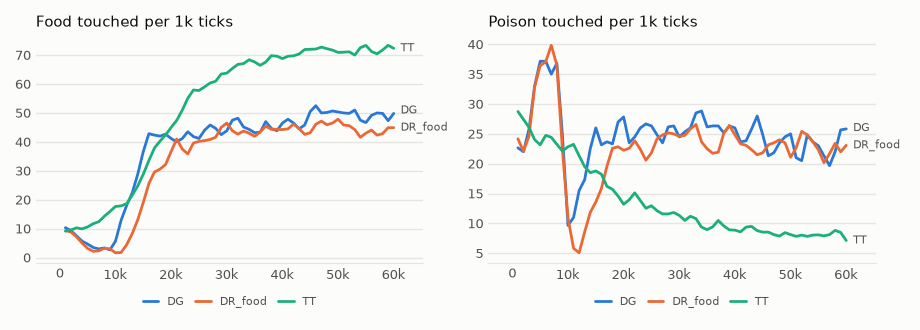 Food touched per 1k ticks
70
60
50
40
30
20
10
0
0 10k 20k 30k 40k 50k 60k
TT
DG
DR_food
DG DR_food TT
Poison touched per 1k ticks
40
35
30
25
20
15
10
5
0 10k 20k 30k 40k 50k 60k
DG
DR_food
TT
DG DR_food TT